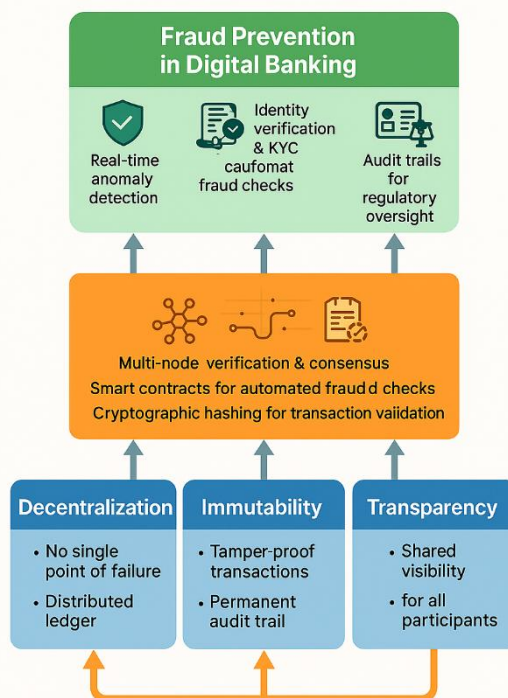 Fraud Prevention
in Digital Banking
Real-time
anomaly
detection
Identity
verification
& KYC
caufomat
fraud checks
Audit trails
for
regulatory
oversight
Multi-node verification & consensus
Smart contracts for automated fraud d checks
Cryptographic hashing for transaction vaiidation
Decentralization
• No single
point of failure
• Distributed
ledger
Immutability
• Tamper-proof
transactions
• Permanent
audit trail
Transparency
• Shared
visibility
• for all
participants